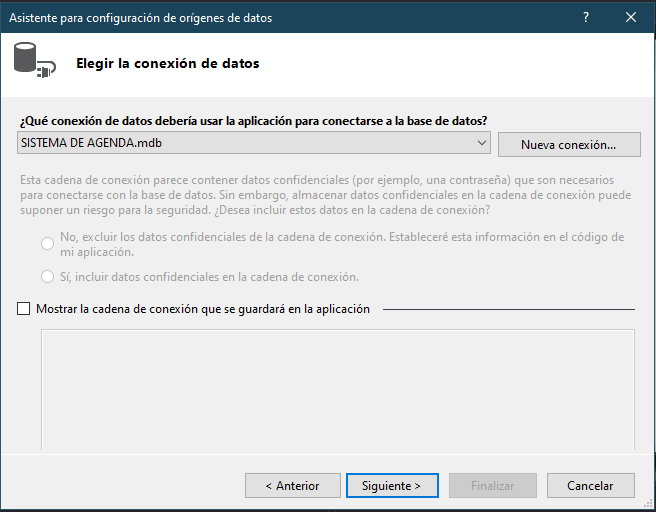 Asistente para configuración de orígenes de datos
Elegir la conexión de datos
¿Qué conexión de datos debería usar la aplicación para conectarse a la base de datos?
SISTEMA DE AGENDA.mdb
Nueva conexión...
Esta cadena de conexión parece contener datos confidenciales (por ejemplo, una contraseña) que son necesarios
para conectarse con la base de datos. Sin embargo, almacenar datos confidenciales en la cadena de conexión puede
suponer un riesgo para la seguridad. ¿Desea incluir estos datos en la cadena de conexión?
No, excluir los datos confidenciales de la cadena de conexión. Estableceré esta información en el código de
mi aplicación.
Sí, incluir datos confidenciales en la cadena de conexión.
Mostrar la cadena de conexión que se guardará en la aplicación
< Anterior
Siguiente >
Finalizar
Cancelar